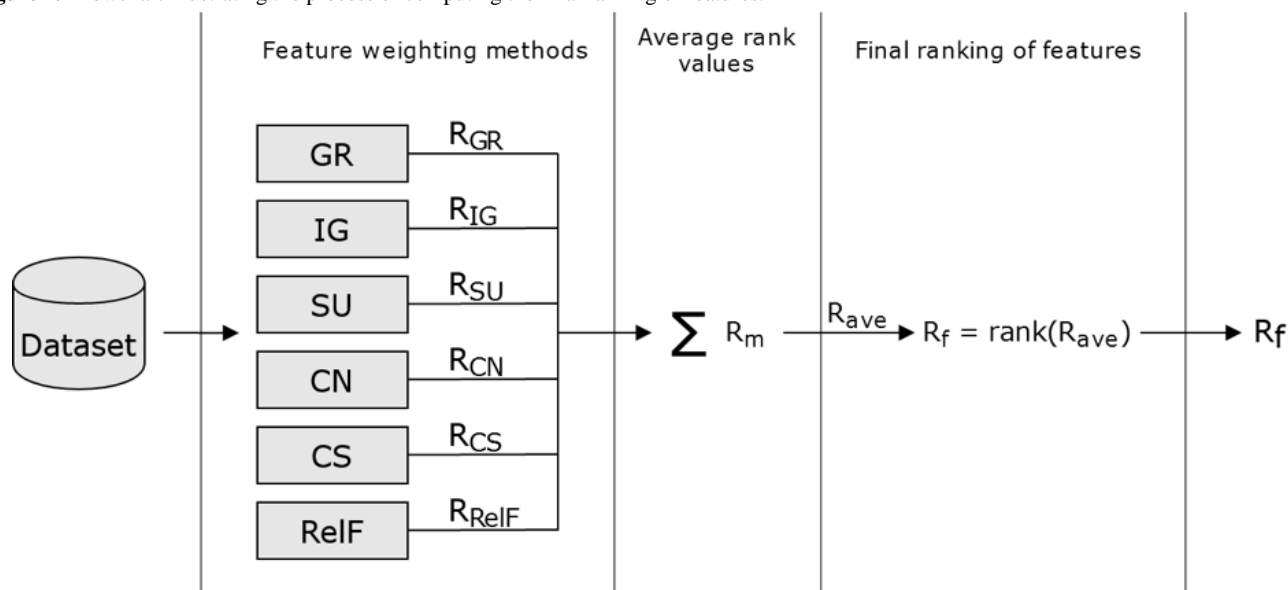 Feature weighting methods
Average rank
values
Final ranking of features
GR
R_GR
IG
R_IG
SU
R_SU
Dataset
∑ R_m
R_ave
R_f = rank(R_ave)
R_f
CN
R_CN
CS
R_CS
RelF
R_RelF